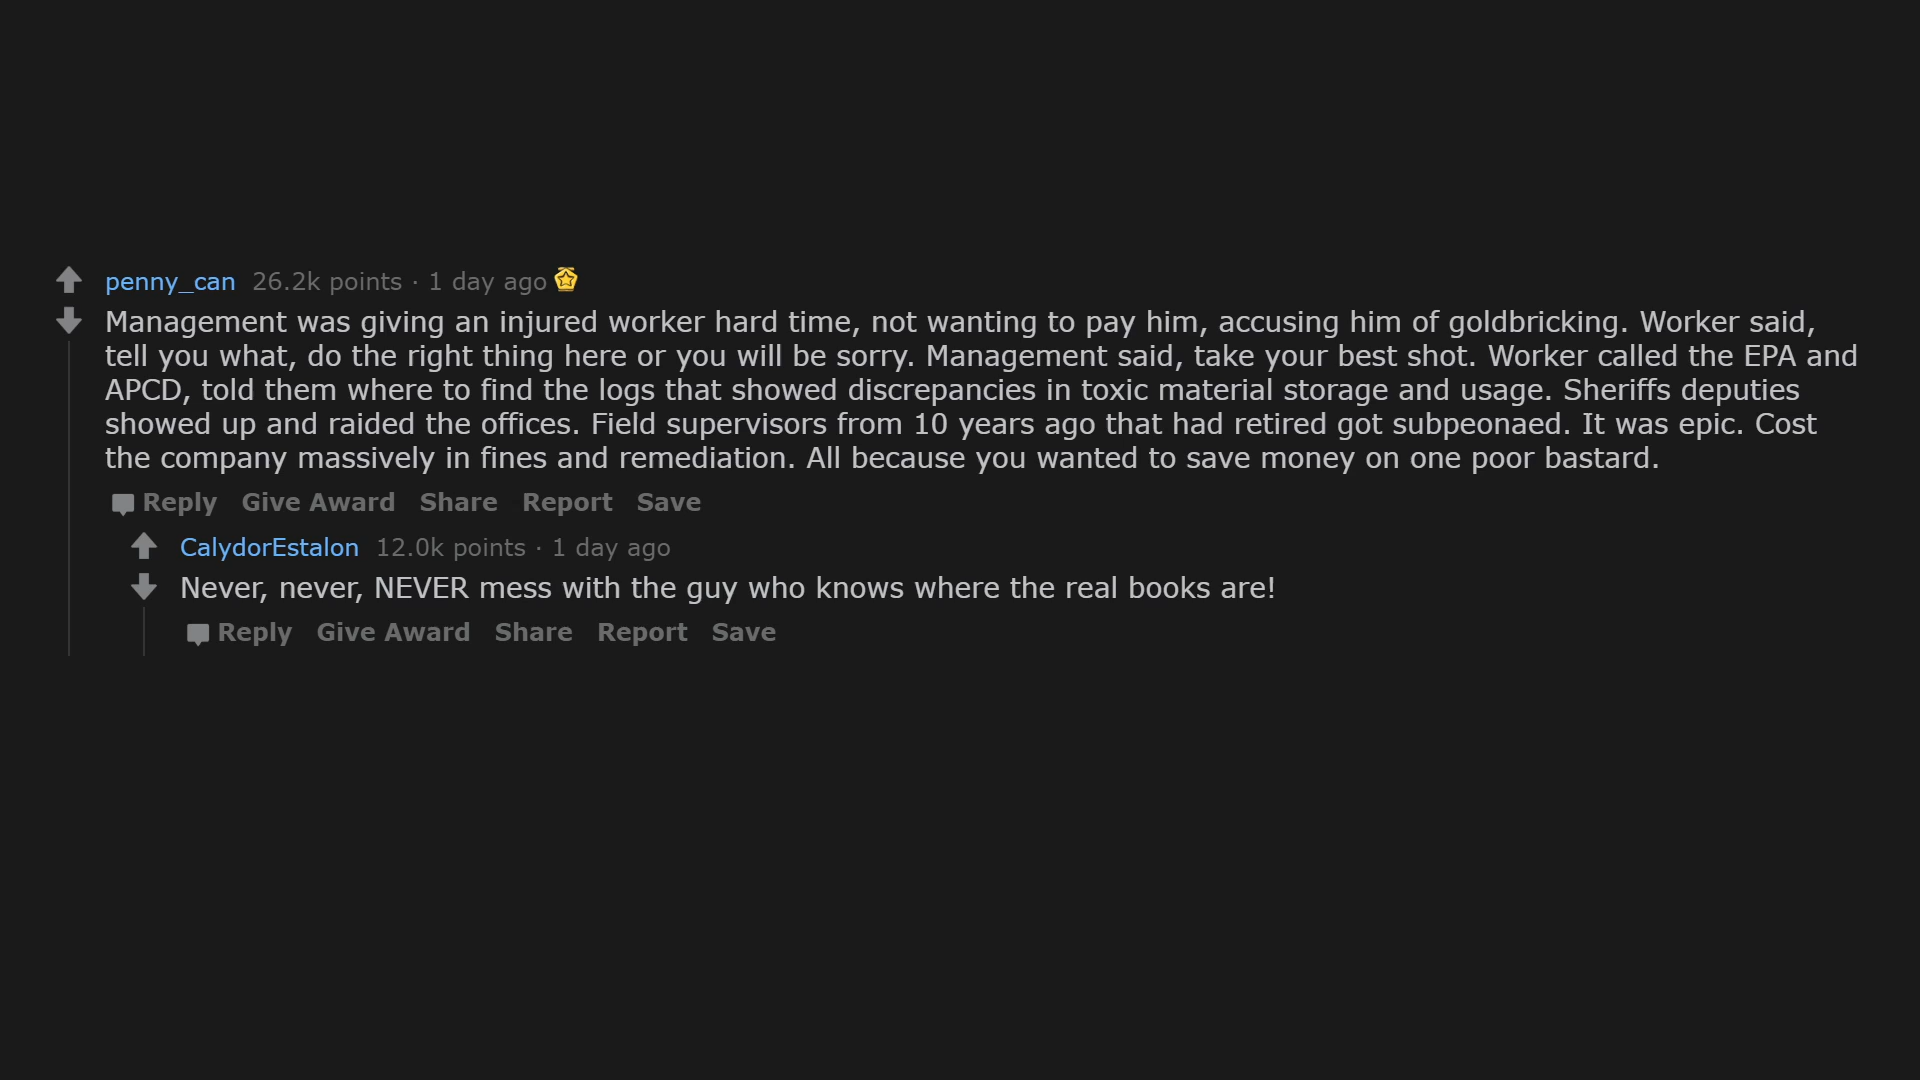 penny_can 26.2k points · 1 day ago
Management was giving an injured worker hard time, not wanting to pay him, accusing him of goldbricking. Worker said,
tell you what, do the right thing here or you will be sorry. Management said, take your best shot. Worker called the EPA and
APCD, told them where to find the logs that showed discrepancies in toxic material storage and usage. Sheriffs deputies
showed up and raided the offices. Field supervisors from 10 years ago that had retired got subpeonaed. It was epic. Cost
the company massively in fines and remediation. All because you wanted to save money on one poor bastard.
Reply Give Award Share Report Save
CalydorEstalon 12.0k points · 1 day ago
Never, never, NEVER mess with the guy who knows where the real books are!
Reply Give Award Share Report Save